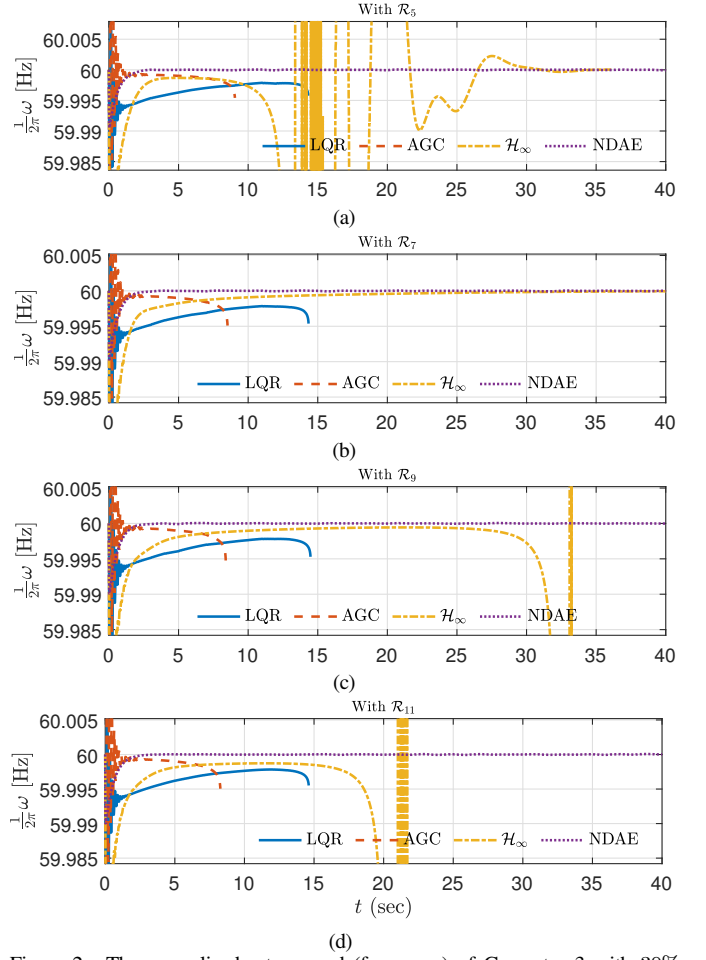 With R₅
60.005
60
59.995
59.99
59.985
1/2π ω [Hz]
LQR AGC H∞ NDAE
0 5 10 15 20 25 30 35 40
(a)
With R₇
60.005
60
59.995
59.99
59.985
1/2π ω [Hz]
LQR AGC H∞ NDAE
0 5 10 15 20 25 30 35 40
(b)
With R₉
60.005
60
59.995
59.99
59.985
1/2π ω [Hz]
LQR AGC H∞ NDAE
0 5 10 15 20 25 30 35 40
(c)
With R₁₁
60.005
60
59.995
59.99
59.985
1/2π ω [Hz]
LQR AGC H∞ NDAE
0 5 10 15 20 25 30 35 40
t (sec)
(d)